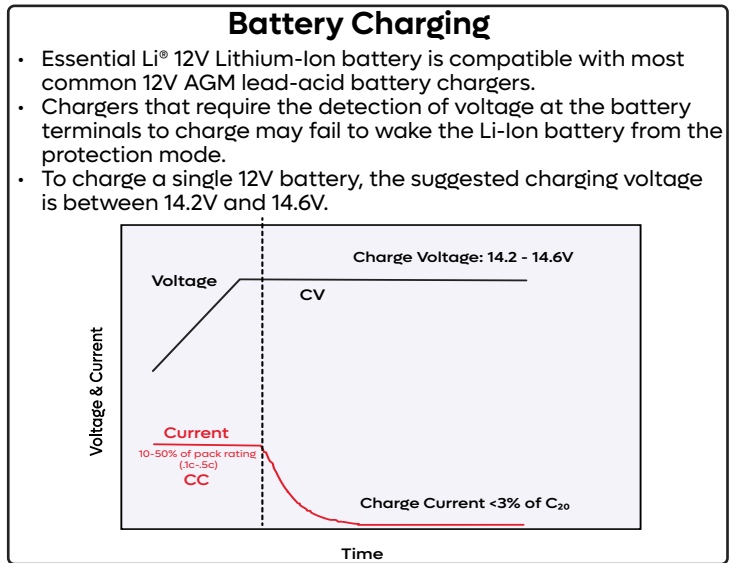 Battery Charging
• Essential Li® 12V Lithium-Ion battery is compatible with most
common 12V AGM lead-acid battery chargers.
• Chargers that require the detection of voltage at the battery
terminals to charge may fail to wake the Li-Ion battery from the
protection mode.
• To charge a single 12V battery, the suggested charging voltage
is between 14.2V and 14.6V.
Charge Voltage: 14.2 - 14.6V
Voltage
CV
Voltage & Current
Current
10-50% of pack rating
(.1c-.5c)
CC
Charge Current <3% of C₂₀
Time